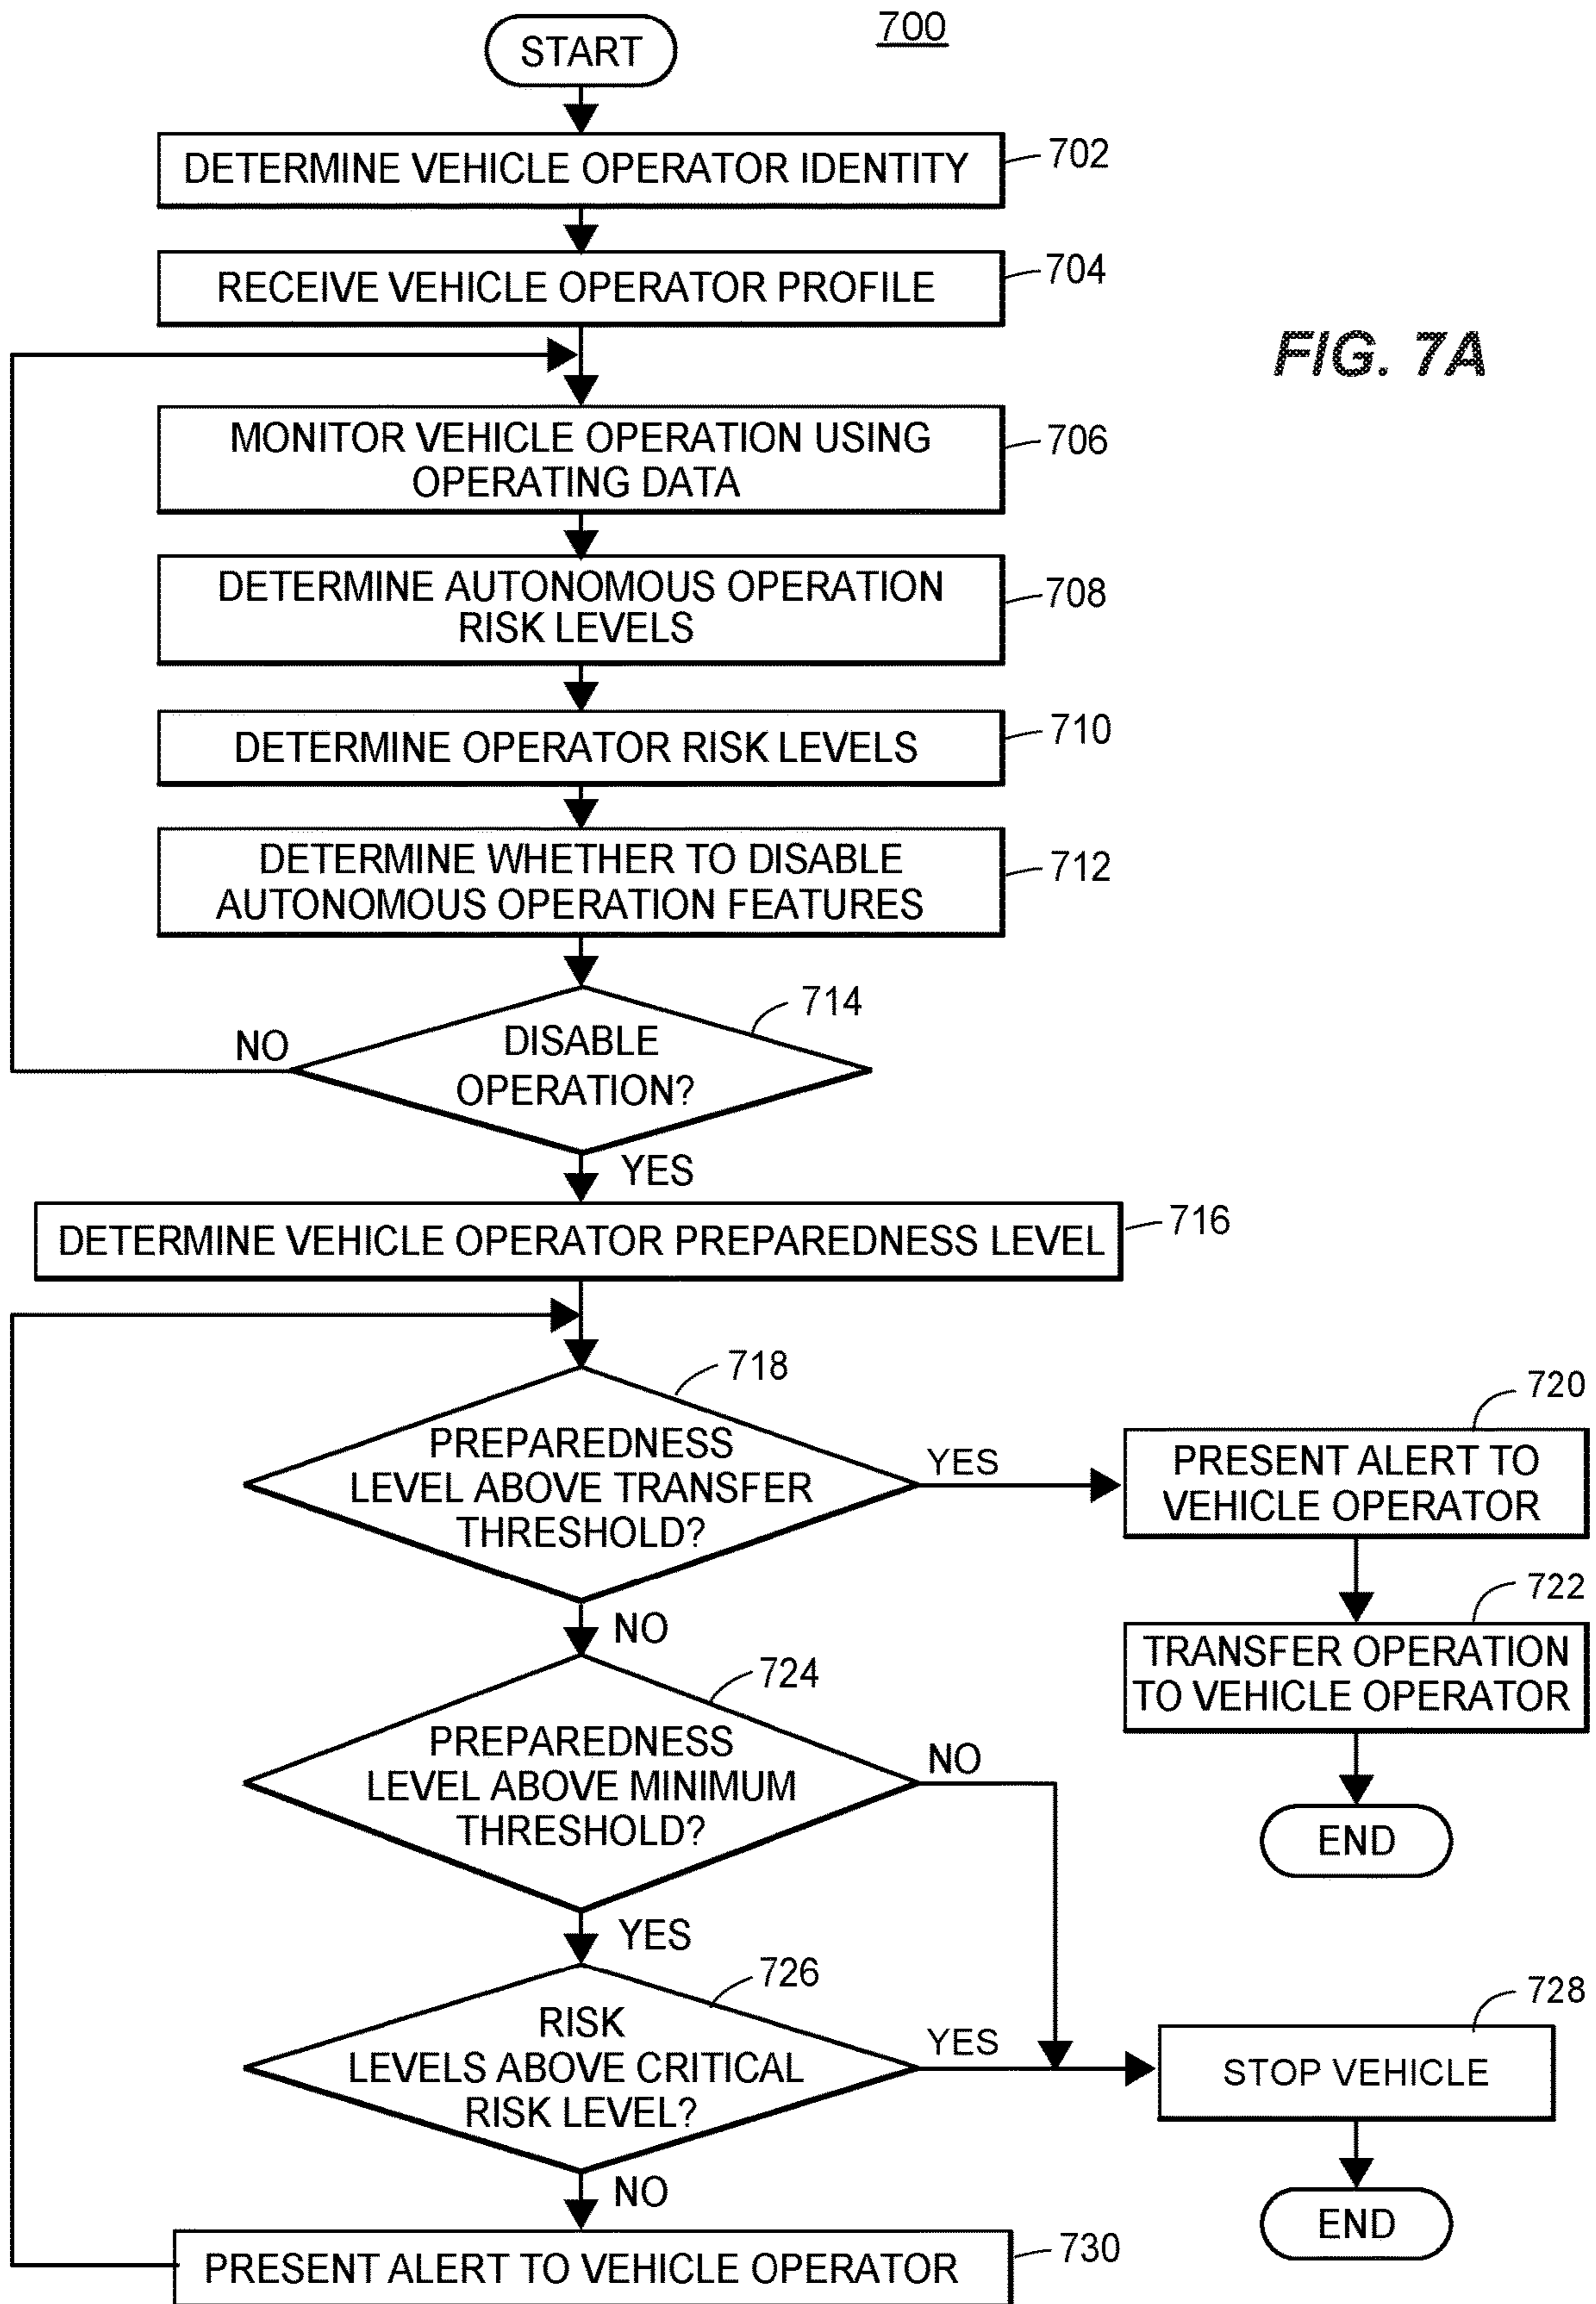 700
START
DETERMINE VEHICLE OPERATOR IDENTITY
702
RECEIVE VEHICLE OPERATOR PROFILE
704
FIG. 7A
MONITOR VEHICLE OPERATION USING
OPERATING DATA
706
DETERMINE AUTONOMOUS OPERATION
RISK LEVELS
708
DETERMINE OPERATOR RISK LEVELS
710
DETERMINE WHETHER TO DISABLE
AUTONOMOUS OPERATION FEATURES
712
714
NO
DISABLE
OPERATION?
YES
DETERMINE VEHICLE OPERATOR PREPAREDNESS LEVEL
716
718
PREPAREDNESS
LEVEL ABOVE TRANSFER
THRESHOLD?
YES
720
PRESENT ALERT TO
VEHICLE OPERATOR
722
TRANSFER OPERATION
TO VEHICLE OPERATOR
END
NO
724
PREPAREDNESS
LEVEL ABOVE MINIMUM
THRESHOLD?
NO
YES
726
RISK
LEVELS ABOVE CRITICAL
RISK LEVEL?
YES
728
STOP VEHICLE
END
NO
PRESENT ALERT TO VEHICLE OPERATOR
730